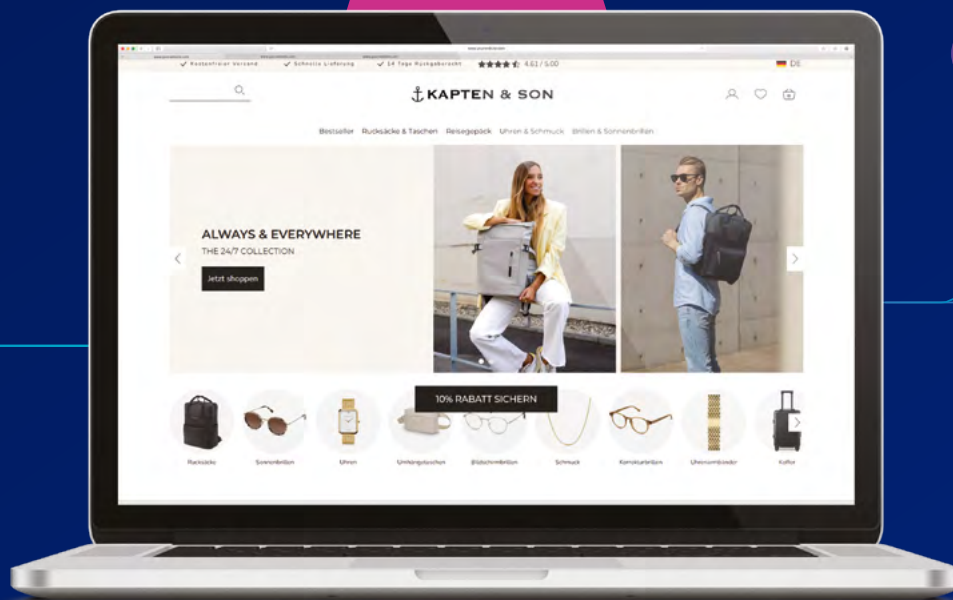 ✓ Kostenfreier Versand ✓ Schnelle Lieferung ✓ 14 Tage Rückgaberecht ★★★★★ 4.61 / 5.00 DE
KAPTEN & SON
Bestseller Rucksäcke & Taschen Reisegepäck Uhren & Schmuck Brillen & Sonnenbrillen
ALWAYS & EVERYWHERE
THE 24/7 COLLECTION
Jetzt shoppen
10% RABATT SICHERN
Rucksäcke Sonnenbrillen Uhren Umhängetaschen Bildschirmbrillen Schmuck Korrekturbrillen Uhrenarmbänder Koffer